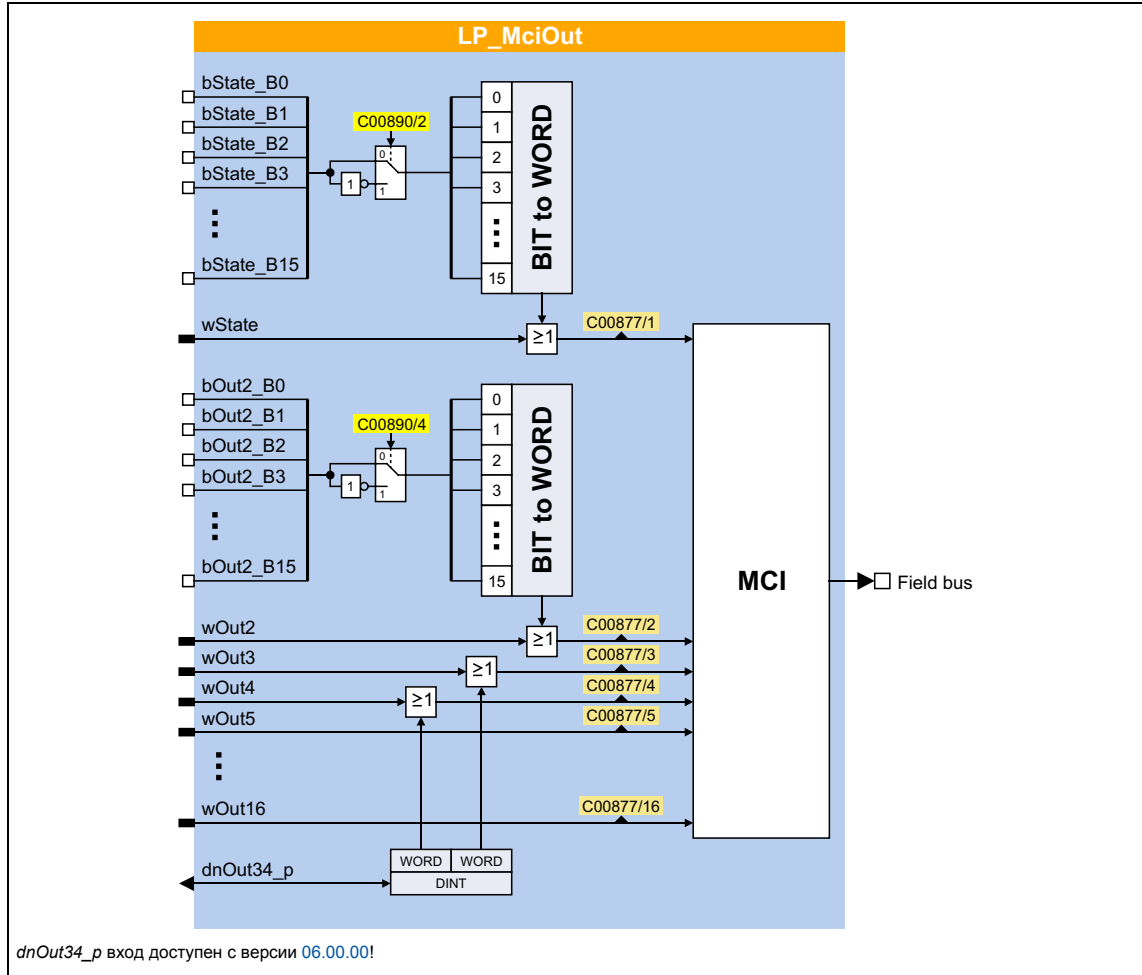 LP_MciOut
bState_B0
bState_B1
bState_B2
bState_B3
⋮
bState_B15
C00890/2
0
1
1
0
1
2
3
⋮
15
BIT to WORD
wState
≥1
C00877/1
bOut2_B0
bOut2_B1
bOut2_B2
bOut2_B3
⋮
bOut2_B15
C00890/4
0
1
1
0
1
2
3
⋮
15
BIT to WORD
MCI
Field bus
wOut2
≥1
C00877/2
wOut3
≥1
C00877/3
wOut4
≥1
C00877/4
wOut5
C00877/5
⋮
wOut16
C00877/16
dnOut34_p
WORD WORD
DINT
dnOut34_p вход доступен с версии 06.00.00!